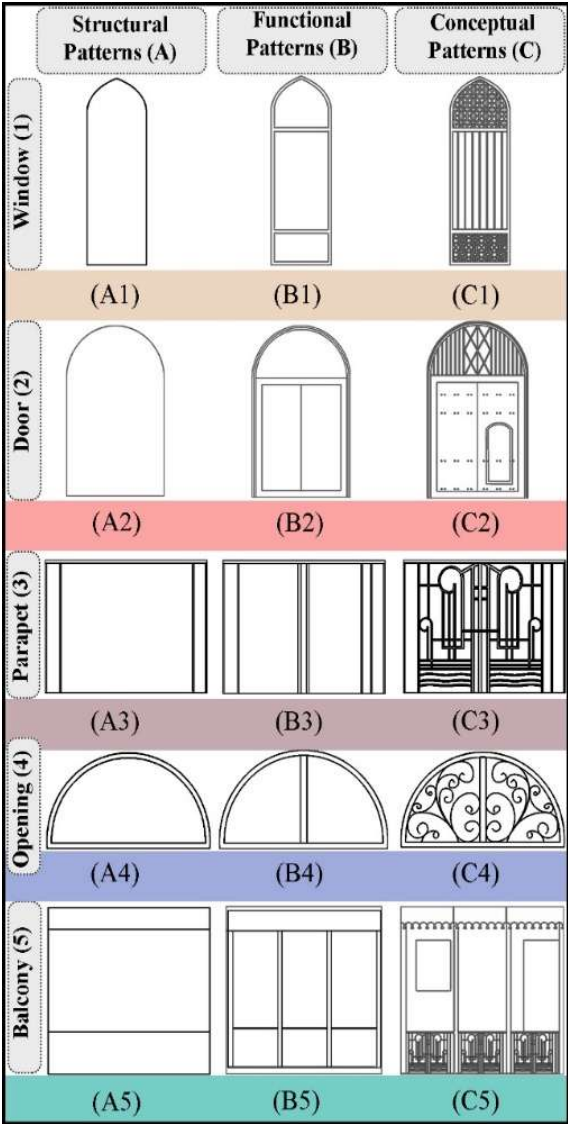 Structural
Patterns (A)
Functional
Patterns (B)
Conceptual
Patterns (C)
Window (1)
(A1)
(B1)
(C1)
Door (2)
(A2)
(B2)
(C2)
Parapet (3)
(A3)
(B3)
(C3)
Opening (4)
(A4)
(B4)
(C4)
Balcony (5)
(A5)
(B5)
(C5)